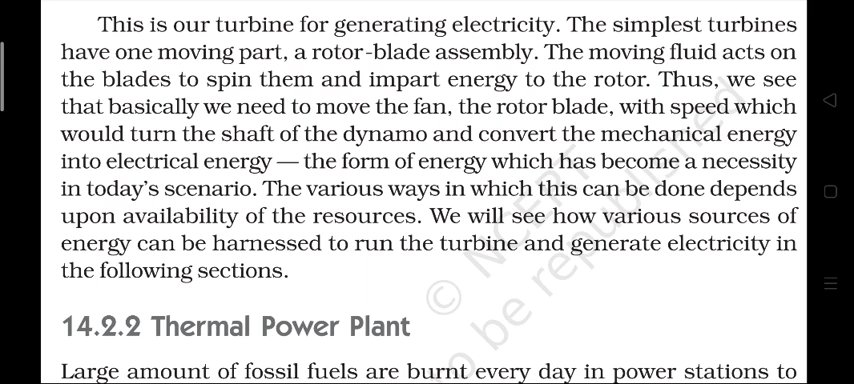 This is our turbine for generating electricity. The simplest turbines
have one moving part, a rotor-blade assembly. The moving fluid acts on
the blades to spin them and impart energy to the rotor. Thus, we see
that basically we need to move the fan, the rotor blade, with speed which
would turn the shaft of the dynamo and convert the mechanical energy
into electrical energy — the form of energy which has become a necessity
in today's scenario. The various ways in which this can be done depends
upon availability of the resources. We will see how various sources of
energy can be harnessed to run the turbine and generate electricity in
the following sections.
14.2.2 Thermal Power Plant
Large amount of fossil fuels are burnt every day in power stations to
© NCERT
to be republished